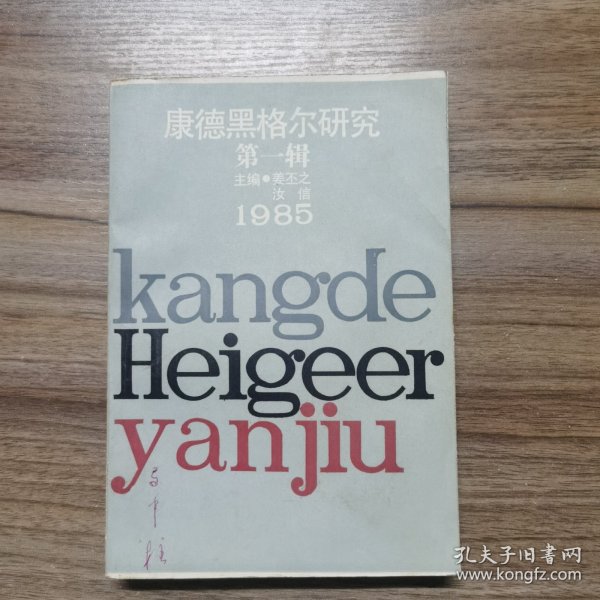 康德黑格尔研究
第一辑
主编●姜丕之
汝信
1985
kangde
Heigeer
yanjiu
孔夫子旧书网
www.kongfz.com